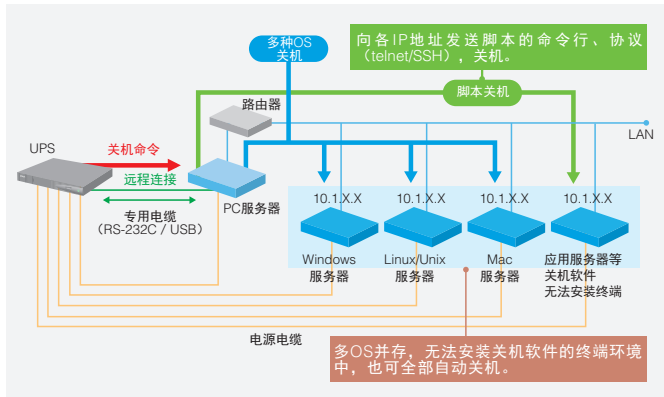 多种OS
关机
向各IP地址发送脚本的命令行、协议
（telnet/SSH），关机。
脚本关机
路由器
LAN
UPS
关机命令
远程连接
PC服务器
专用电缆
（RS-232C / USB）
10.1.X.X
10.1.X.X
10.1.X.X
10.1.X.X
Windows
服务器
Linux/Unix
服务器
Mac
服务器
应用服务器等
关机软件
无法安装终端
电源电缆
多OS并存，无法安装关机软件的终端环境
中，也可全部自动关机。